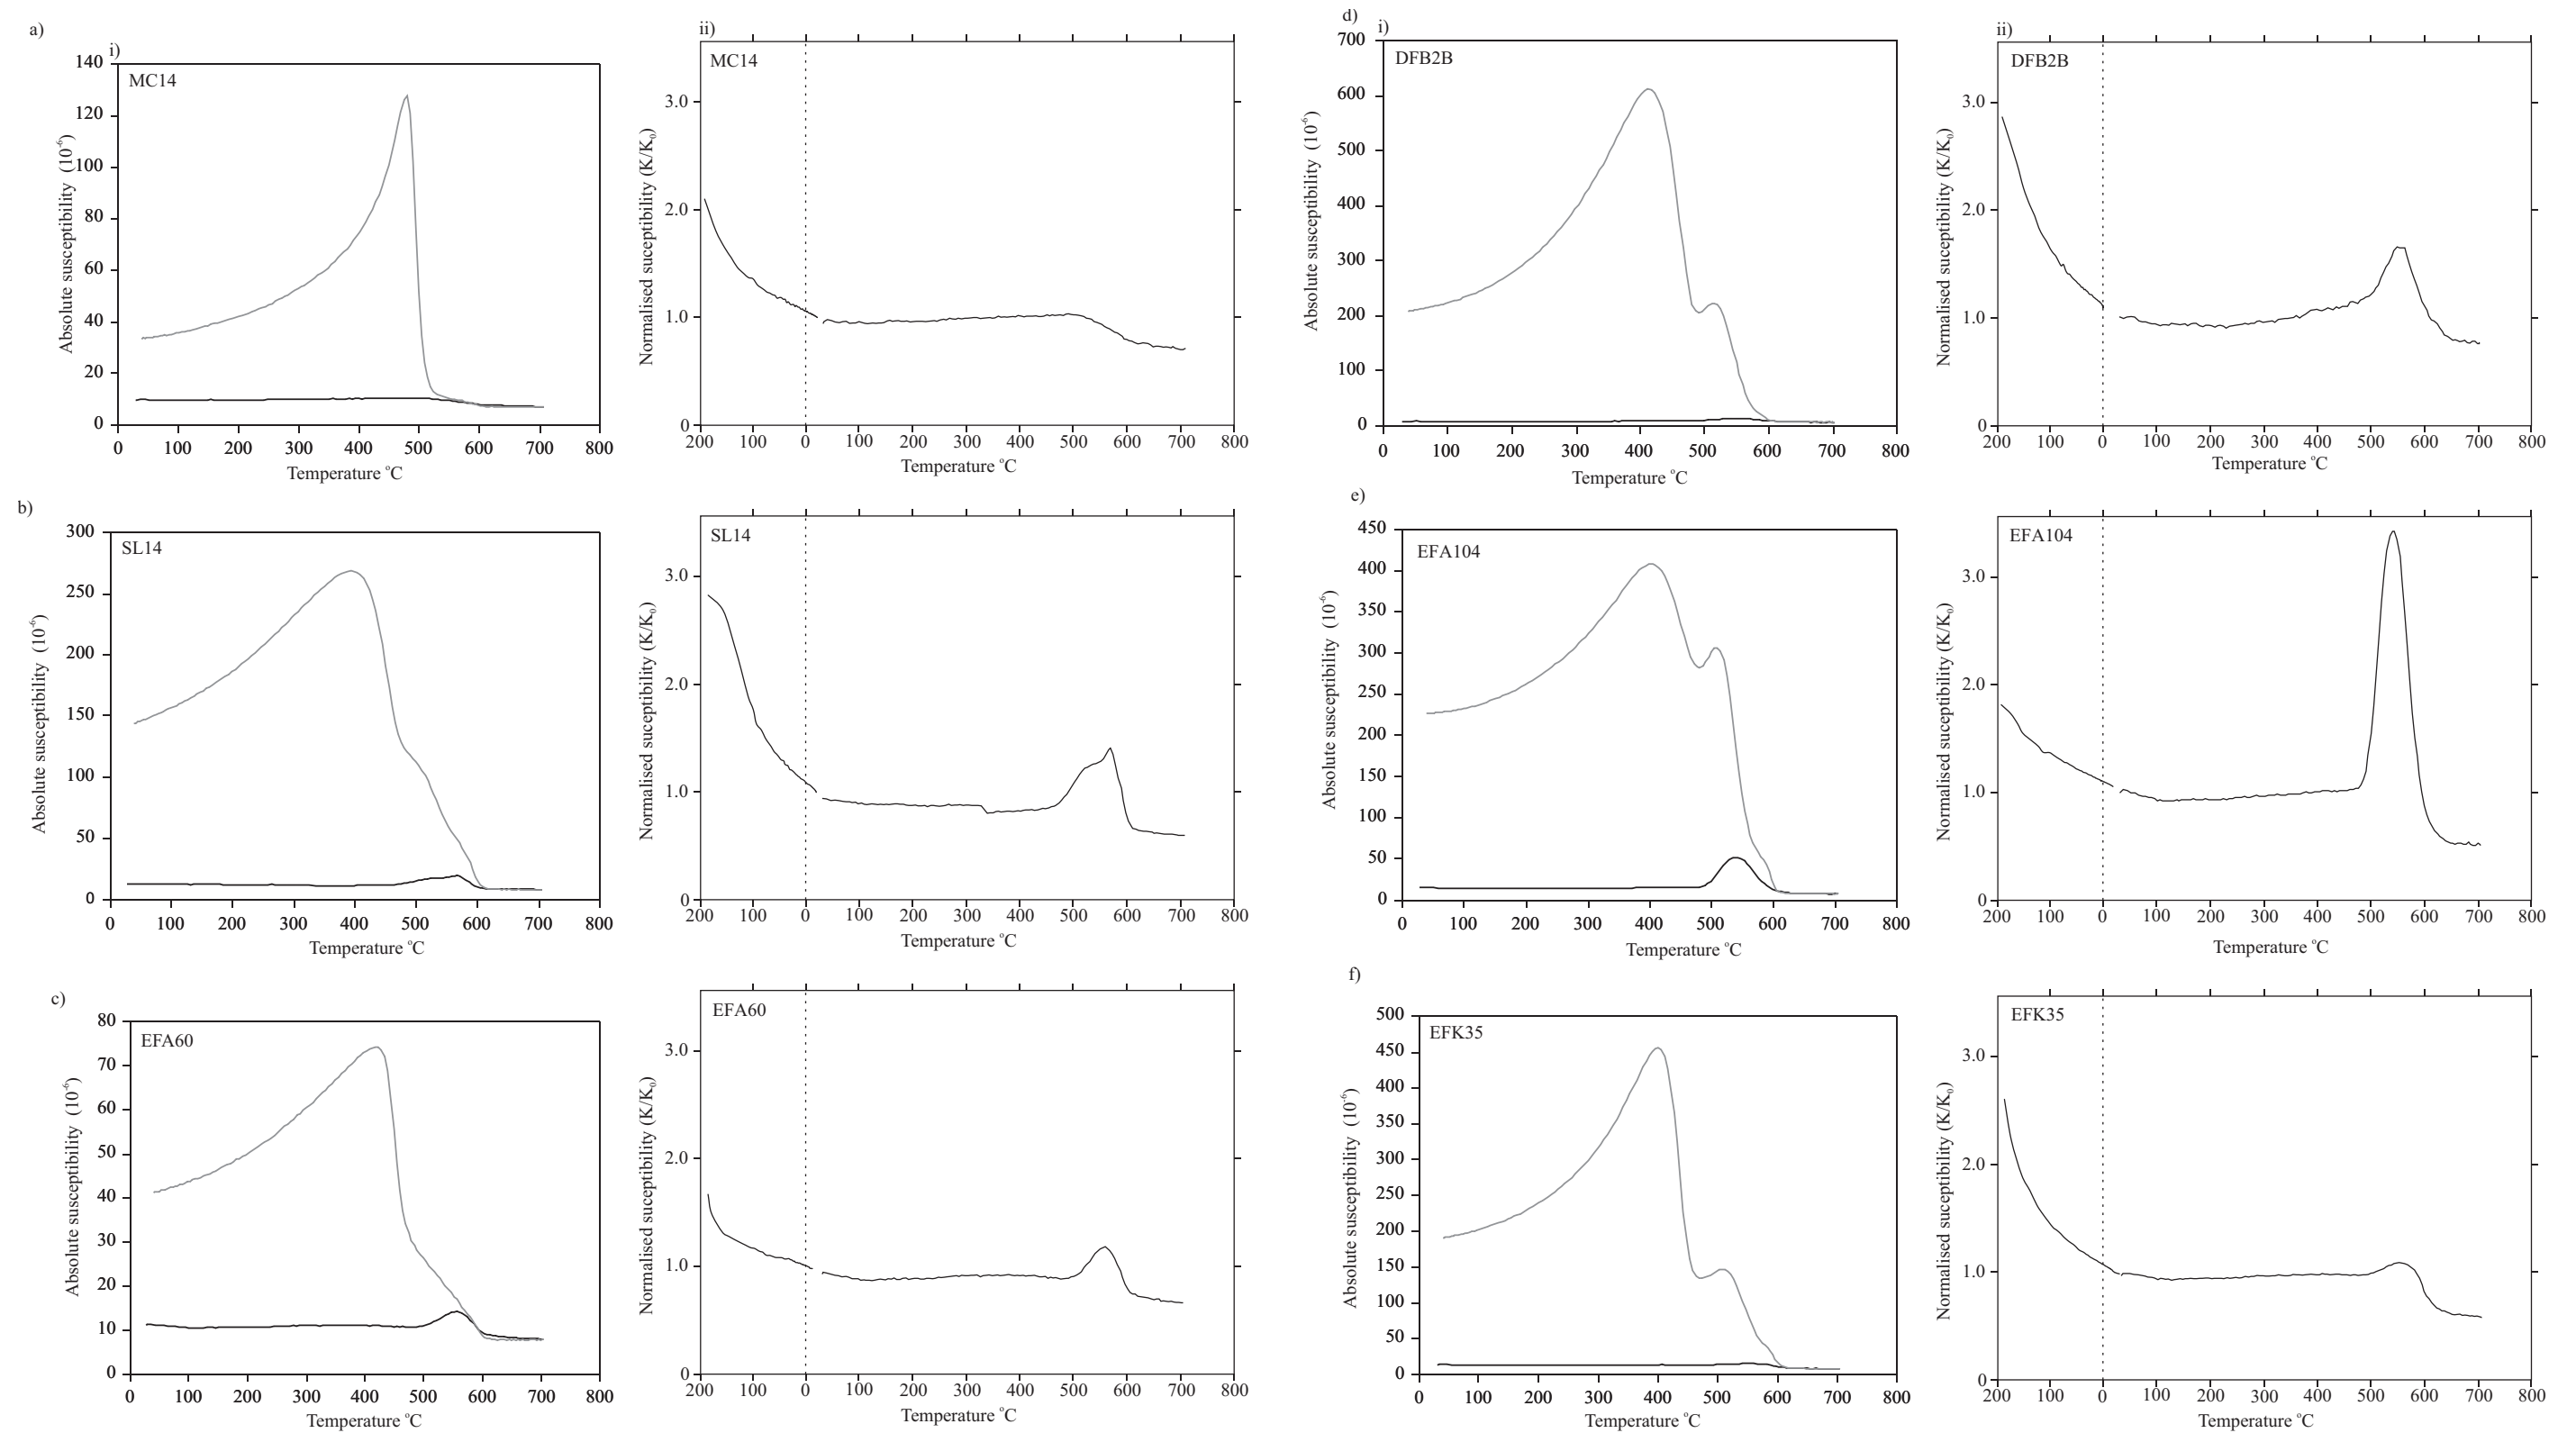 a)
i)
MC14
140
120
100
80
60
40
20
0
0 100 200 300 400 500 600 700 800
Temperature °C
Absolute susceptibility (10⁻⁶)
ii)
MC14
3.0
2.0
1.0
0
200 100 0 100 200 300 400 500 600 700 800
Temperature °C
Normalised susceptibility (K/K₀)
b)
SL14
300
250
200
150
100
50
0
0 100 200 300 400 500 600 700 800
Temperature °C
Absolute susceptibility (10⁻⁶)
SL14
3.0
2.0
1.0
0
200 100 0 100 200 300 400 500 600 700 800
Temperature °C
Normalised susceptibility (K/K₀)
c)
EFA60
80
70
60
50
40
30
20
10
0
0 100 200 300 400 500 600 700 800
Temperature °C
Absolute susceptibility (10⁻⁶)
EFA60
3.0
2.0
1.0
0
200 100 0 100 200 300 400 500 600 700 800
Temperature °C
Normalised susceptibility (K/K₀)
d)
i)
DFB2B
700
600
500
400
300
200
100
0
0 100 200 300 400 500 600 700 800
Temperature °C
Absolute susceptibility (10⁻⁶)
ii)
DFB2B
3.0
2.0
1.0
0
200 100 0 100 200 300 400 500 600 700 800
Temperature °C
Normalised susceptibility (K/K₀)
e)
EFA104
450
400
350
300
250
200
150
100
50
0
0 100 200 300 400 500 600 700 800
Temperature °C
Absolute susceptibility (10⁻⁶)
EFA104
3.0
2.0
1.0
0
200 100 0 100 200 300 400 500 600 700 800
Temperature °C
Normalised susceptibility (K/K₀)
f)
EFK35
500
450
400
350
300
250
200
150
100
50
0
0 100 200 300 400 500 600 700 800
Temperature °C
Absolute susceptibility (10⁻⁶)
EFK35
3.0
2.0
1.0
0
200 100 0 100 200 300 400 500 600 700 800
Temperature °C
Normalised susceptibility (K/K₀)